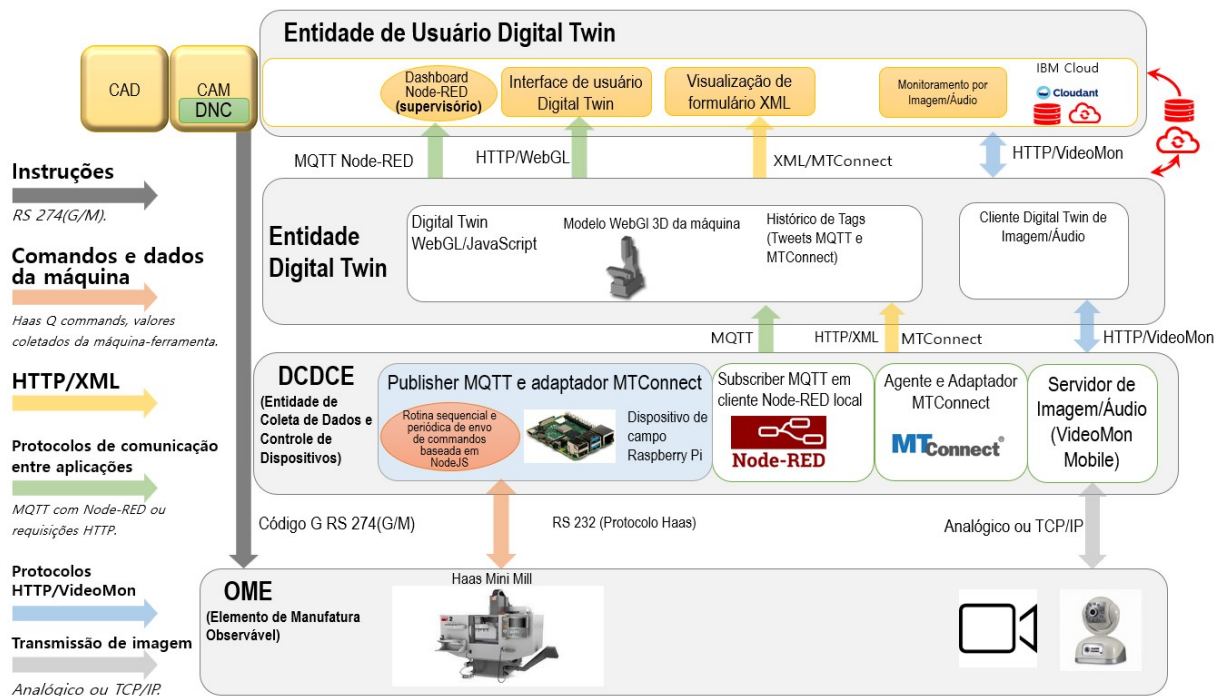 Entidade de Usuário Digital Twin
CAD
CAM
DNC
Dashboard
Node-RED
(supervisório)
Interface de usuário
Digital Twin
Visualização de
formulário XML
Monitoramento por
Imagem/Áudio
IBM Cloud
Cloudant
MQTT Node-RED
HTTP/WebGL
XML/MTConnect
HTTP/VideoMon
Instruções
RS 274(G/M).
Comandos e dados
da máquina
Haas Q commands, valores
coletados da máquina-ferramenta.
HTTP/XML
Protocolos de comunicação
entre aplicações
MQTT com Node-RED ou
requisições HTTP.
Protocolos
HTTP/VideoMon
Transmissão de imagem
Analógico ou TCP/IP.
Entidade
Digital Twin
Digital Twin
WebGL/JavaScript
Modelo WebGl 3D da máquina
Histórico de Tags
(Tweets MQTT e
MTConnect)
Cliente Digital Twin de
Imagem/Áudio
MQTT
HTTP/XML
MTConnect
HTTP/VideoMon
DCDCE
(Entidade de
Coleta de Dados e
Controle de
Dispositivos)
Publisher MQTT e adaptador MTConnect
Rotina sequencial e
periódica de envo
de commandos
baseada em
NodeJS
Dispositivo de
campo
Raspberry Pi
Subscriber MQTT em
cliente Node-RED local
Node-RED
Agente e Adaptador
MTConnect
MTConnect®
Servidor de
Imagem/Áudio
(VideoMon
Mobile)
Código G RS 274(G/M)
RS 232 (Protocolo Haas)
Analógico ou TCP/IP
OME
(Elemento de Manufatura
Observável)
Haas Mini Mill